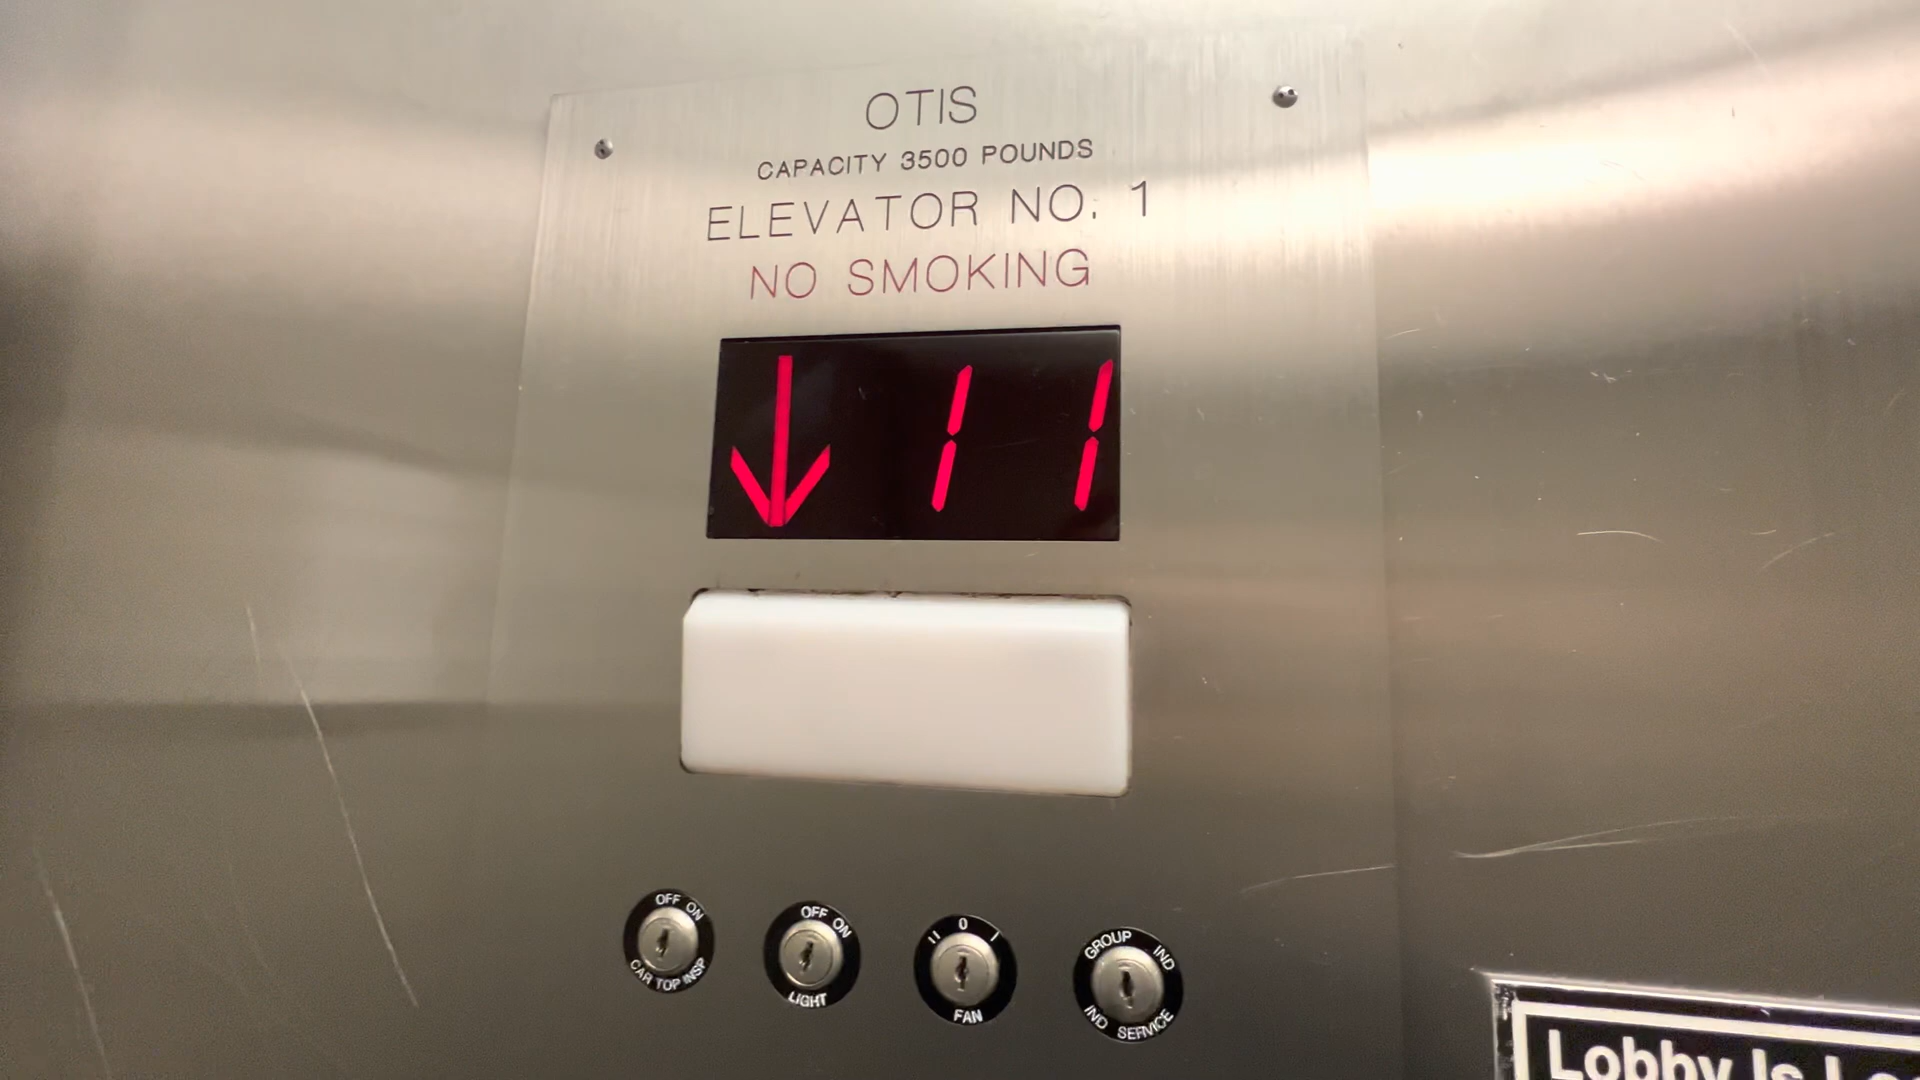 OTIS
CAPACITY 3500 POUNDS
ELEVATOR NO. 1
NO SMOKING
11
OFF ON
CAR TOP INSP
OFF ON
LIGHT
II 0 I
FAN
GROUP IND
IND SERVICE
Lobby Is